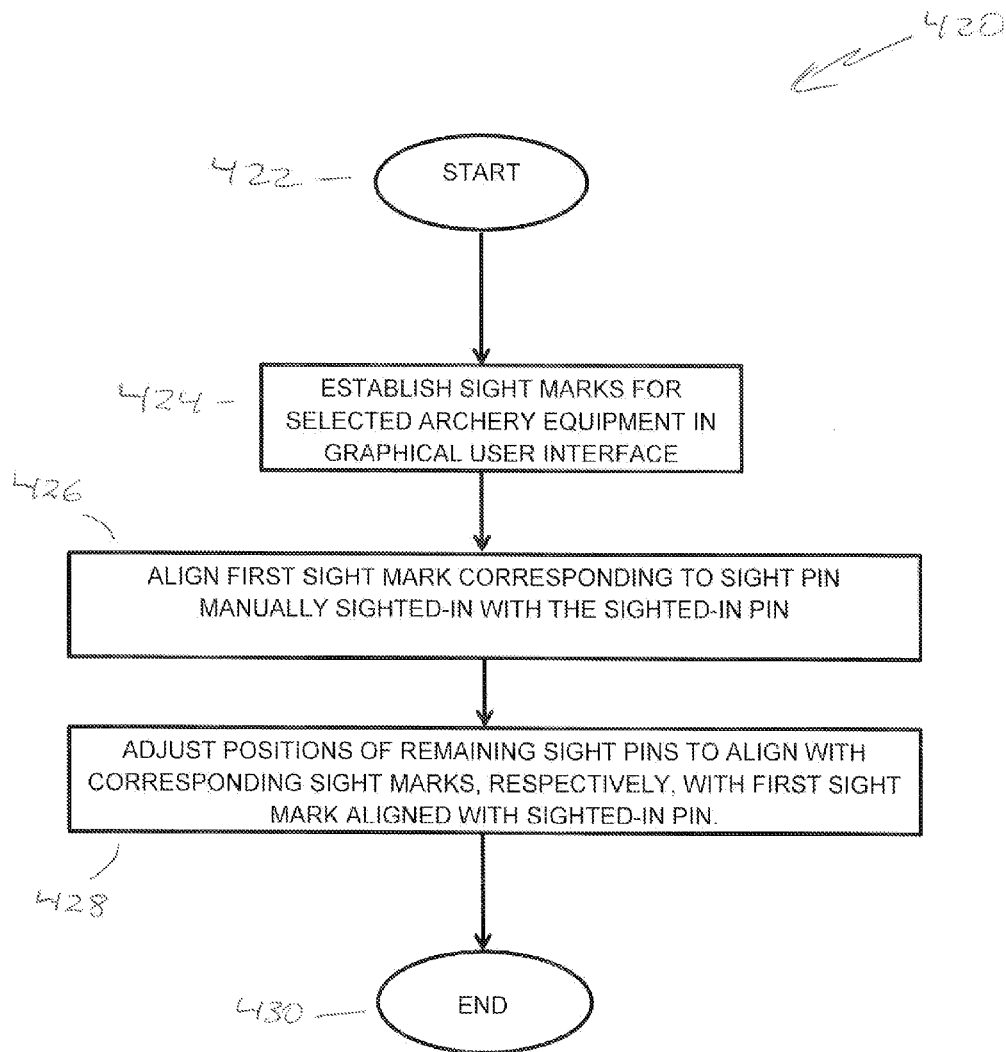 420
422
START
424
ESTABLISH SIGHT MARKS FOR
SELECTED ARCHERY EQUIPMENT IN
GRAPHICAL USER INTERFACE
426
ALIGN FIRST SIGHT MARK CORRESPONDING TO SIGHT PIN
MANUALLY SIGHTED-IN WITH THE SIGHTED-IN PIN
ADJUST POSITIONS OF REMAINING SIGHT PINS TO ALIGN WITH
CORRESPONDING SIGHT MARKS, RESPECTIVELY, WITH FIRST SIGHT
MARK ALIGNED WITH SIGHTED-IN PIN.
428
430
END